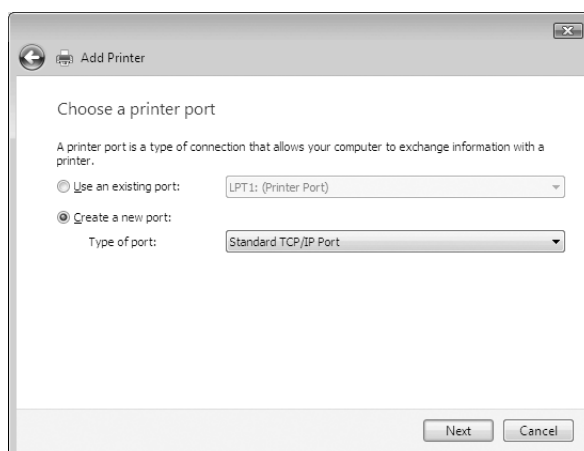 Add Printer
Choose a printer port
A printer port is a type of connection that allows your computer to exchange information with a
printer.
Use an existing port: LPT1: (Printer Port)
Create a new port:
Type of port: Standard TCP/IP Port
Next Cancel